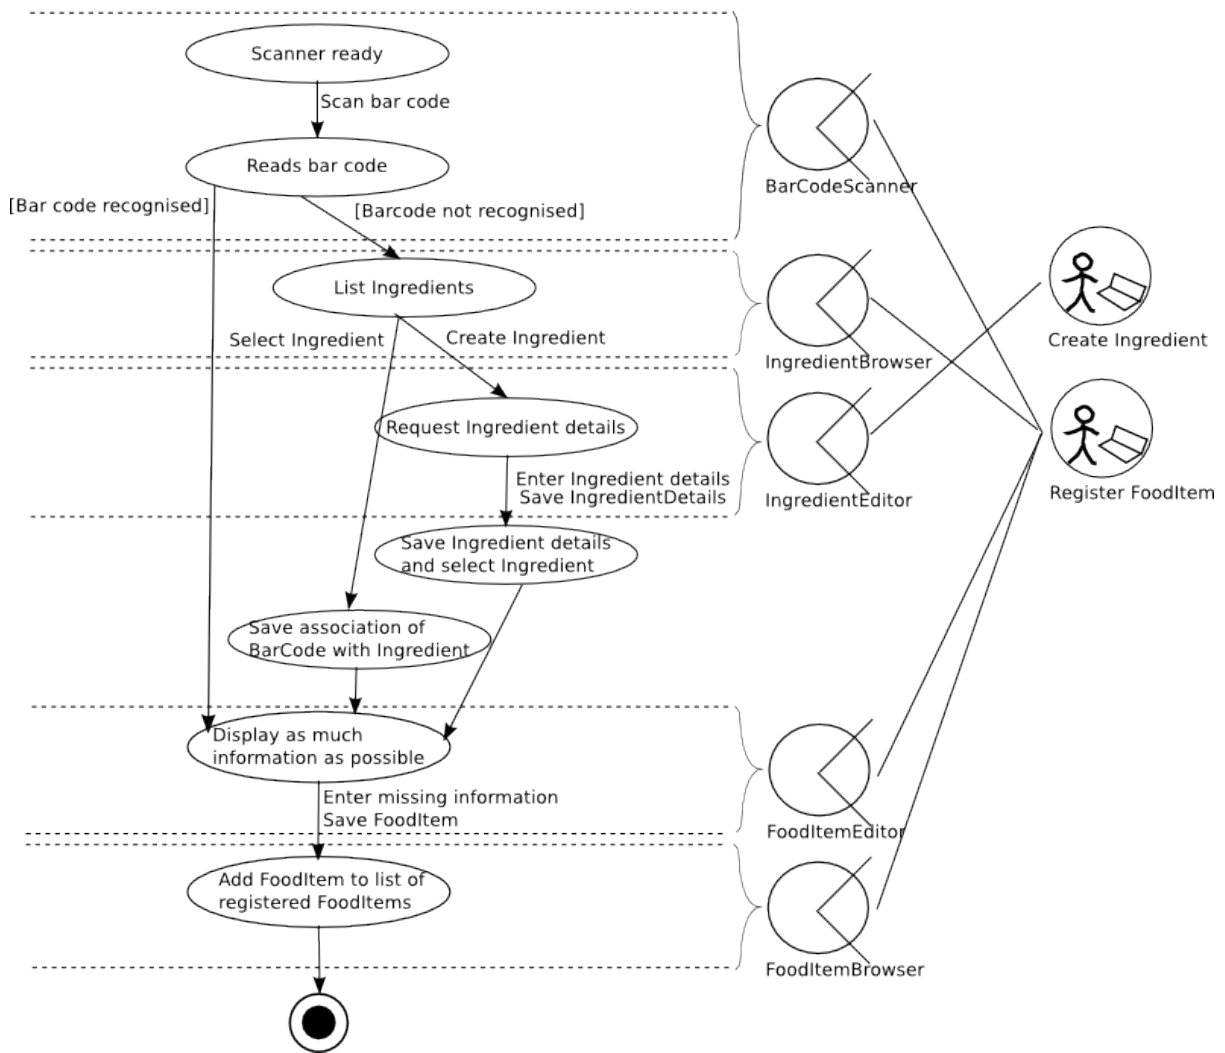 Scanner ready
Scan bar code
Reads bar code
BarCodeScanner
[Bar code recognised]
[Barcode not recognised]
List Ingredients
Select Ingredient
Create Ingredient
Create Ingredient
IngredientBrowser
Request Ingredient details
Enter Ingredient details
Save IngredientDetails
IngredientEditor
Register FoodItem
Save Ingredient details
and select Ingredient
Save association of
BarCode with Ingredient
Display as much
information as possible
Enter missing information
Save FoodItem
FoodItemEditor
Add FoodItem to list of
registered FoodItems
FoodItemBrowser